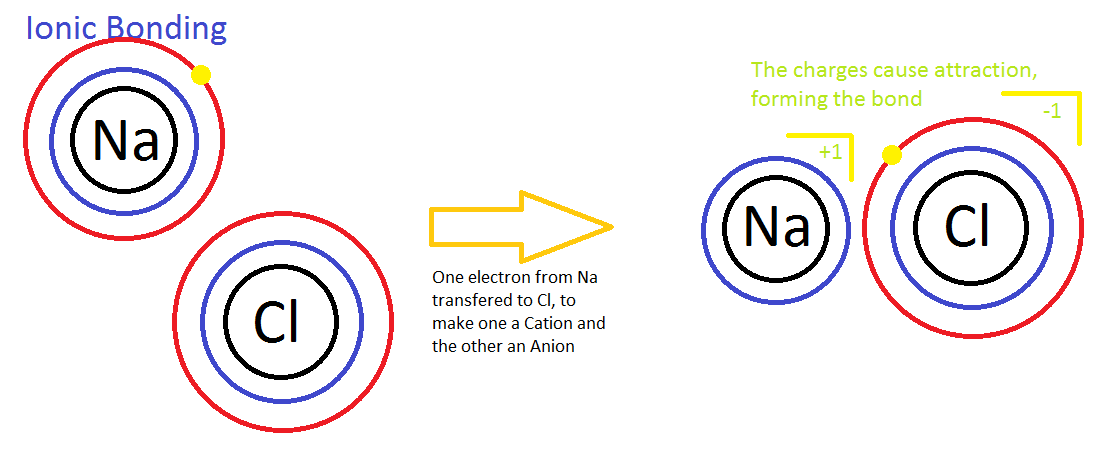 Ionic Bonding
Na
Cl
One electron from Na
transfered to Cl, to
make one a Cation and
the other an Anion
The charges cause attraction,
forming the bond
+1
-1
Na
Cl